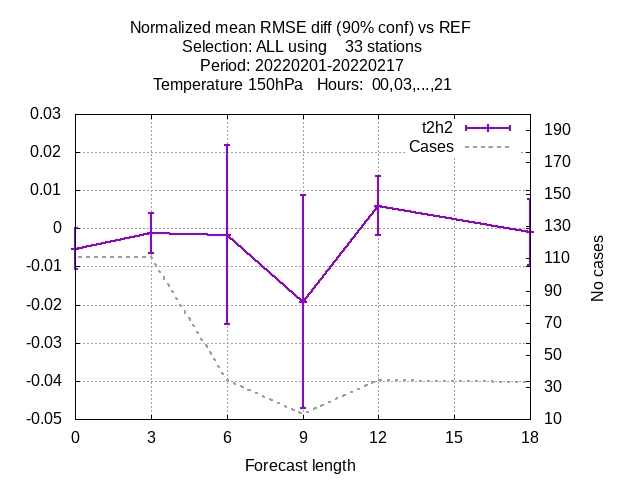 Normalized mean RMSE diff (90% conf) vs REF
Selection: ALL using    33 stations
Period: 20220201-20220217
Temperature 150hPa   Hours:  00,03,...,21
t2h2
Cases
0.03
0.02
0.01
0
-0.01
-0.02
-0.03
-0.04
-0.05
190
170
150
130
110
90
70
50
30
10
No cases
0 3 6 9 12 15 18
Forecast length